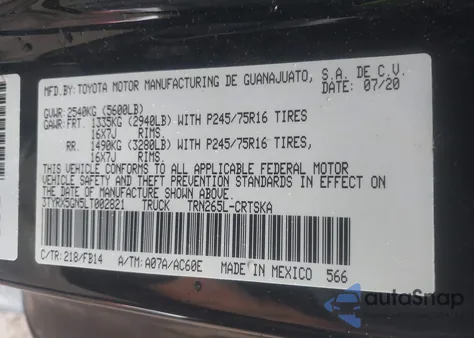 MFD.BY:TOYOTA MOTOR MANUFACTURING DE GUANAJUATO, S.A. DE C.V.
DATE: 07/20
GVWR:2540KG (5600LB)
GAWR:FRT. 1335KG (2940LB) WITH P245/75R16 TIRES
16X7J RIMS.
RR. 1490KG (3280LB) WITH P245/75R16 TIRES
16X7J RIMS.
THIS VEHICLE CONFORMS TO ALL APPLICABLE FEDERAL MOTOR
VEHICLE SAFETY AND THEFT PREVENTION STANDARDS IN EFFECT ON
THE DATE OF MANUFACTURE SHOWN ABOVE.
3TYRX5GN5LT002821 TRUCK TRN265L-CRTSKA
C/TR:218/FB14 A/TM:A07A/AC60E MADE IN MEXICO 566
autoSnap